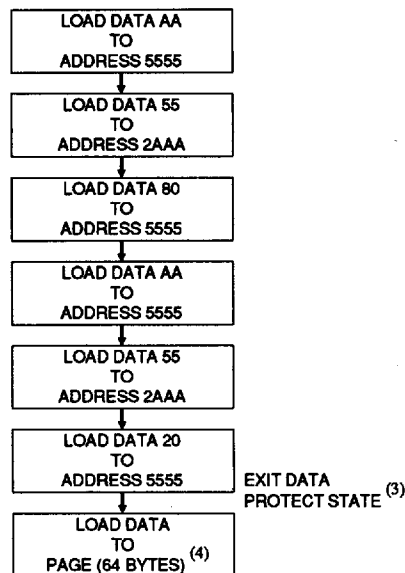 LOAD DATA AA
TO
ADDRESS 5555
LOAD DATA 55
TO
ADDRESS 2AAA
LOAD DATA 80
TO
ADDRESS 5555
LOAD DATA AA
TO
ADDRESS 5555
LOAD DATA 55
TO
ADDRESS 2AAA
LOAD DATA 20
TO
ADDRESS 5555
EXIT DATA
PROTECT STATE (3)
LOAD DATA
TO
PAGE (64 BYTES) (4)